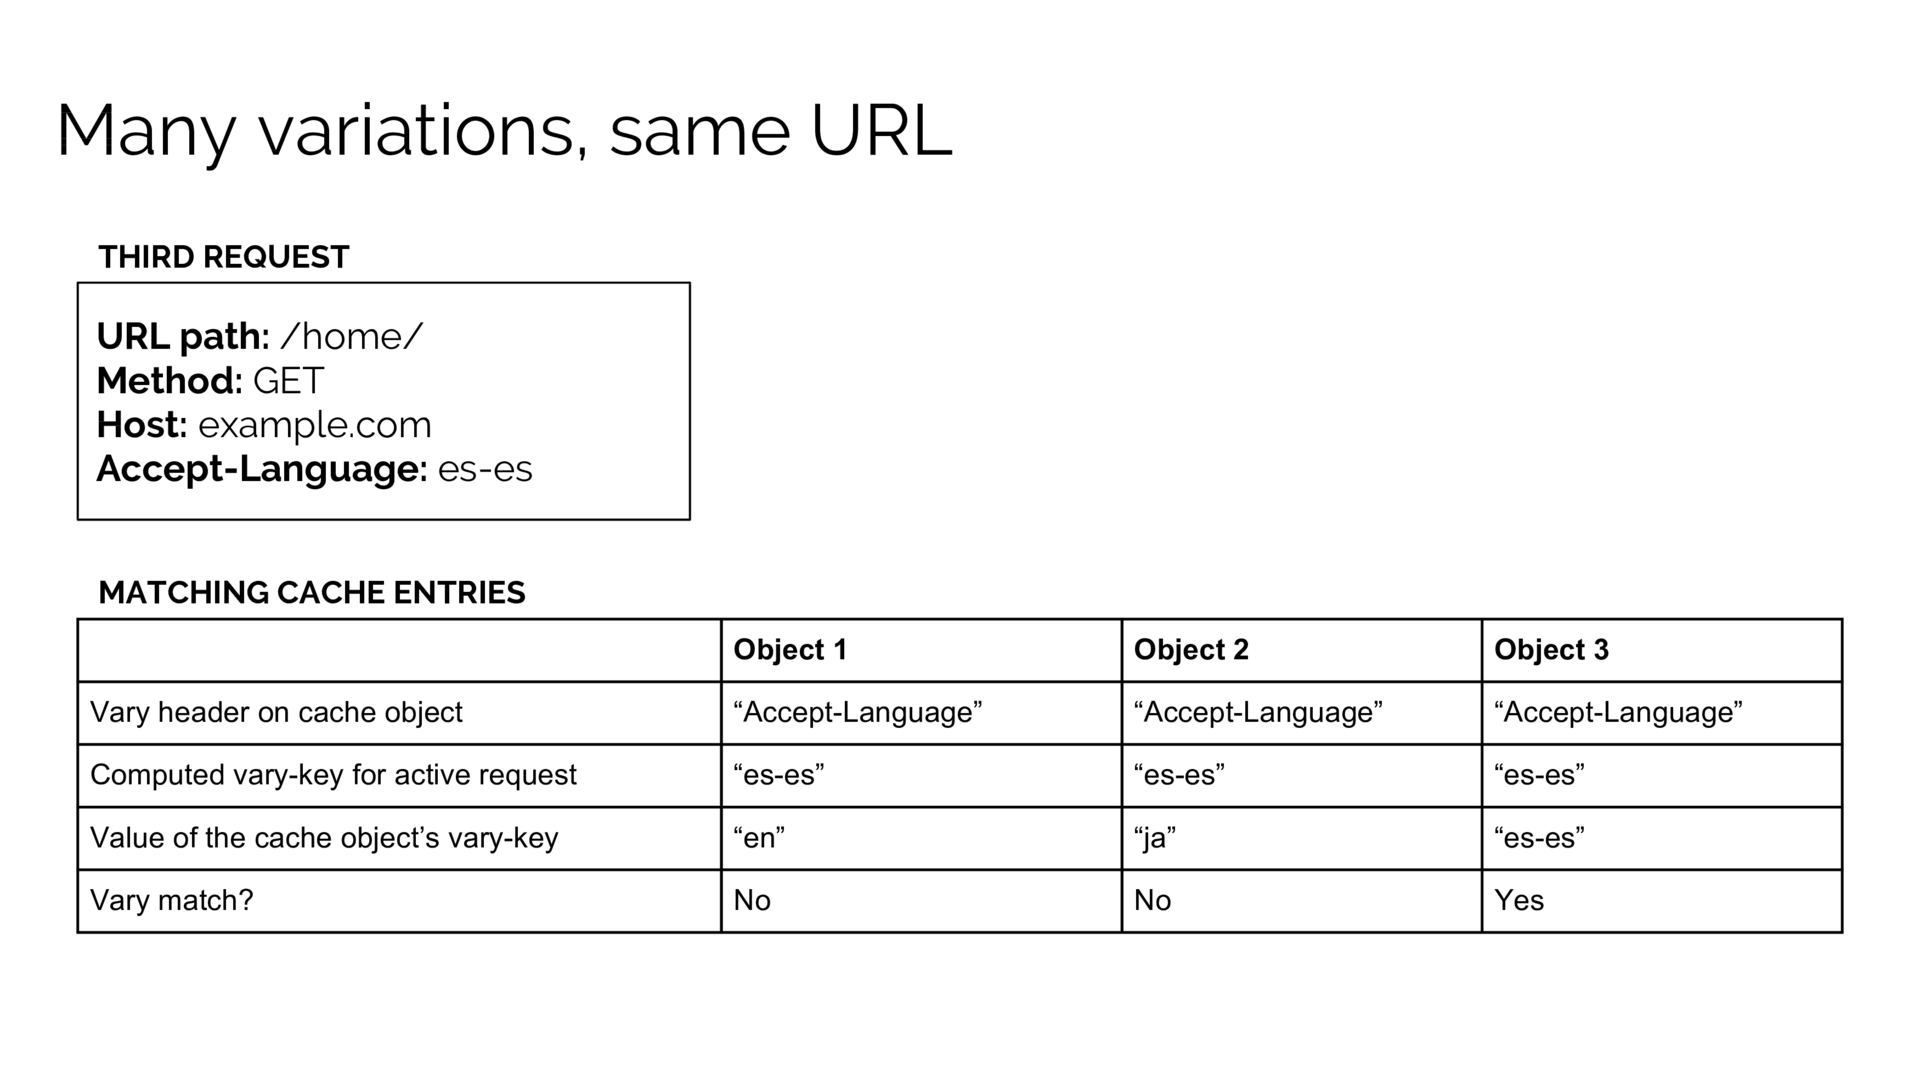 Many variations, same URL
THIRD REQUEST
URL path: /home/
Method: GET
Host: example.com
Accept-Language: es-es
MATCHING CACHE ENTRIES
Object 1 Object 2 Object 3
Vary header on cache object “Accept-Language” “Accept-Language” “Accept-Language”
Computed vary-key for active request “es-es” “es-es” “es-es”
Value of the cache object’s vary-key “en” “ja” “es-es”
Vary match? No No Yes